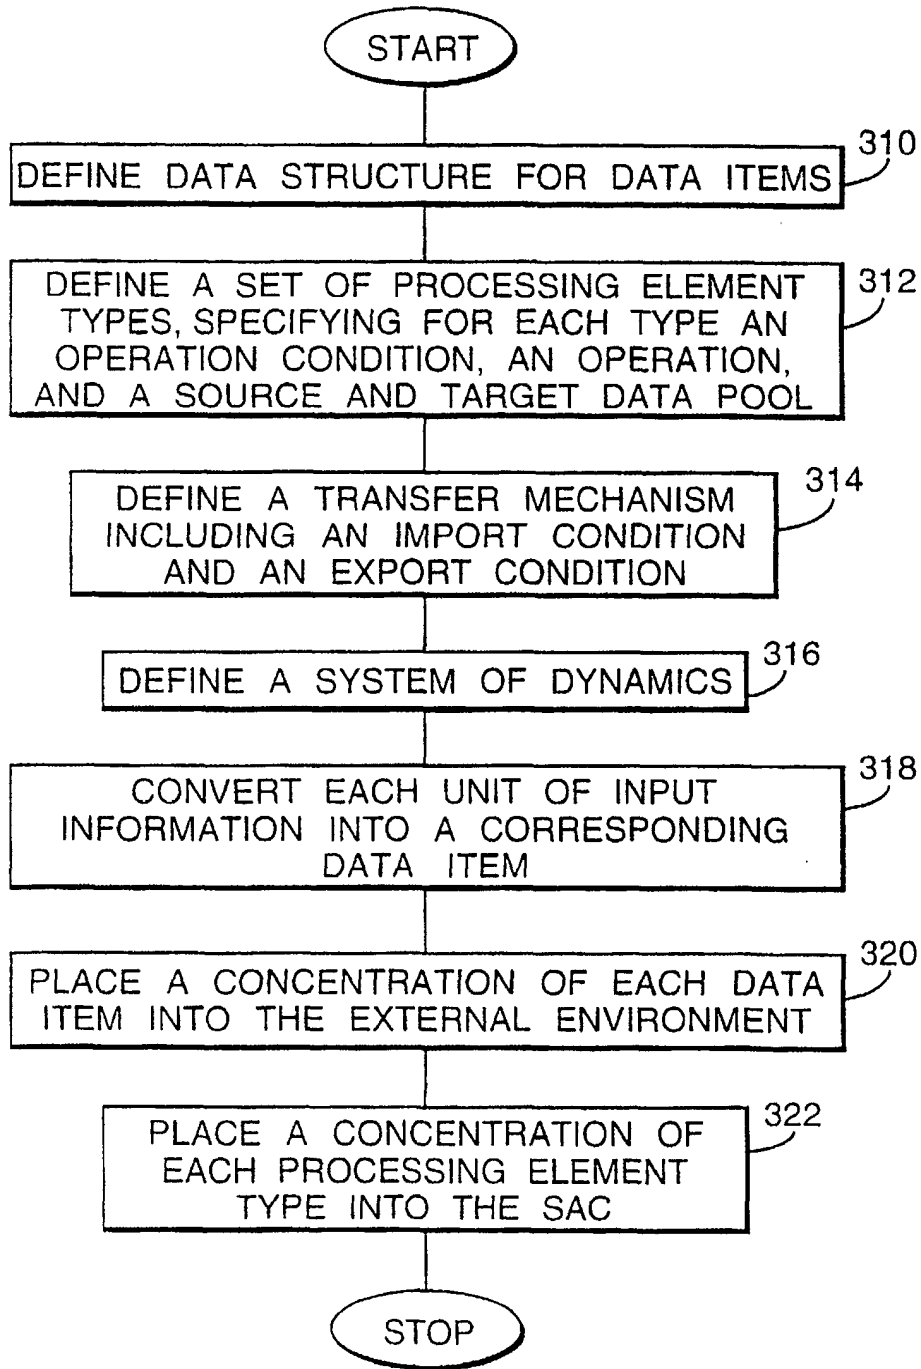 START
310
DEFINE DATA STRUCTURE FOR DATA ITEMS
312
DEFINE A SET OF PROCESSING ELEMENT
TYPES, SPECIFYING FOR EACH TYPE AN
OPERATION CONDITION, AN OPERATION,
AND A SOURCE AND TARGET DATA POOL
314
DEFINE A TRANSFER MECHANISM
INCLUDING AN IMPORT CONDITION
AND AN EXPORT CONDITION
316
DEFINE A SYSTEM OF DYNAMICS
318
CONVERT EACH UNIT OF INPUT
INFORMATION INTO A CORRESPONDING
DATA ITEM
320
PLACE A CONCENTRATION OF EACH DATA
ITEM INTO THE EXTERNAL ENVIRONMENT
322
PLACE A CONCENTRATION OF
EACH PROCESSING ELEMENT
TYPE INTO THE SAC
STOP